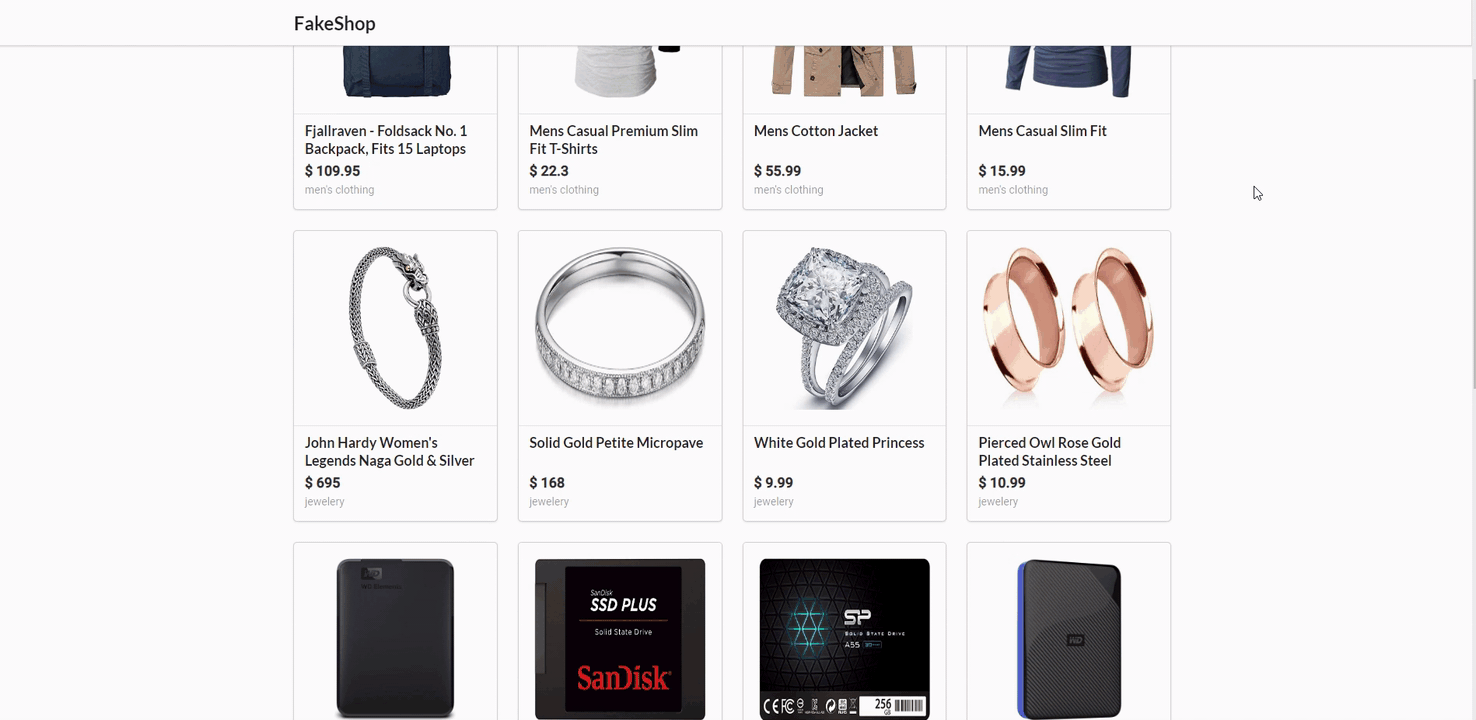 FakeShop
Fjallraven - Foldsack No. 1
Backpack, Fits 15 Laptops
$ 109.95
men's clothing
Mens Casual Premium Slim
Fit T-Shirts
$ 22.3
men's clothing
Mens Cotton Jacket
$ 55.99
men's clothing
Mens Casual Slim Fit
$ 15.99
men's clothing
John Hardy Women's
Legends Naga Gold & Silver
$ 695
jewelery
Solid Gold Petite Micropave
$ 168
jewelery
White Gold Plated Princess
$ 9.99
jewelery
Pierced Owl Rose Gold
Plated Stainless Steel
$ 10.99
jewelery
WD
SanDisk
SSD PLUS
Solid State Drive
SanDisk
SP
SOLID STATE DRIVE
A55
256
GB
WD